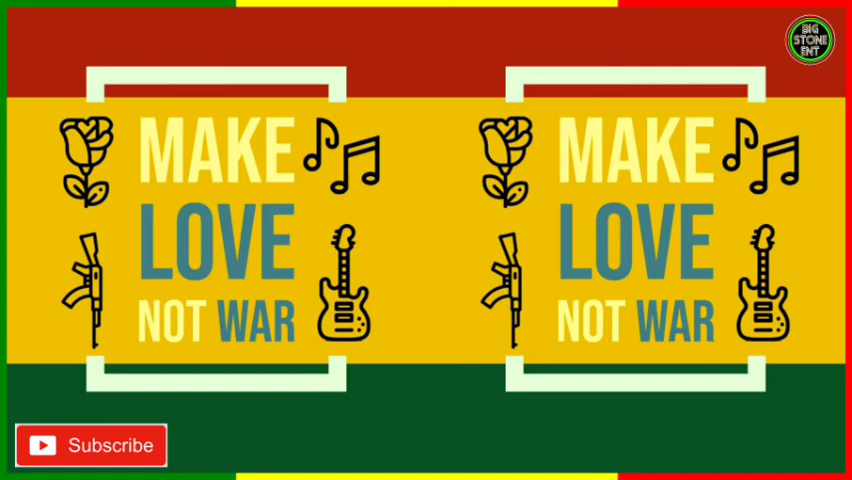 BIG
STONE
ENT
MAKE
LOVE
NOT WAR
MAKE
LOVE
NOT WAR
Subscribe